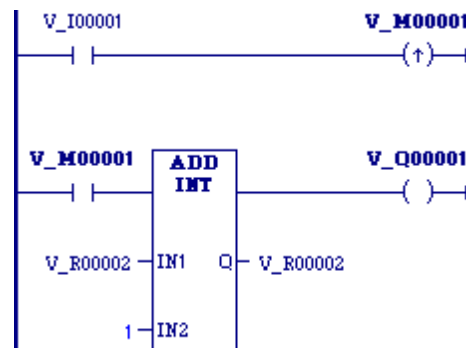 V_I00001 V_M00001
(↑)
V_M00001 ADD V_Q00001
INT
V_R00002 IN1 Q V_R00002
1 IN2